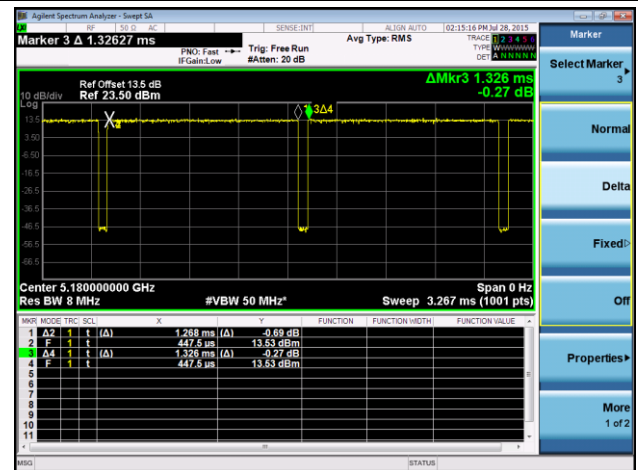 Agilent Spectrum Analyzer - Swept SA
RF 50 Ω AC SENSE:INT ALIGN AUTO 02:15:16 PM Jul 28, 2015
Marker 3 Δ 1.32627 ms
PNO: Fast
IFGain:Low
Trig: Free Run
#Atten: 20 dB
Avg Type: RMS
TRACE 1 2 3 4 5 6
TYPE WWWWWW
DET A N N N N N
Ref Offset 13.5 dB
Ref 23.50 dBm
10 dB/div
Log
ΔMkr3 1.326 ms
-0.27 dB
3Δ4
13.5
3.50
-6.50
-16.5
-26.5
-36.5
-46.5
-56.5
-66.5
Center 5.180000000 GHz
Span 0 Hz
Res BW 8 MHz
#VBW 50 MHz*
Sweep 3.267 ms (1001 pts)
MKR MODE TRC SCL X Y FUNCTION FUNCTION WIDTH FUNCTION VALUE
1 Δ2 1 t (Δ) 1.268 ms (Δ) -0.69 dB
2 F 1 t 447.5 µs 13.53 dBm
3 Δ4 1 t (Δ) 1.326 ms (Δ) -0.27 dB
4 F 1 t 447.5 µs 13.53 dBm
5
6
7
8
9
10
11
MSG
STATUS
Marker
Select Marker
3
Normal
Delta
Fixed
Off
Properties
More
1 of 2